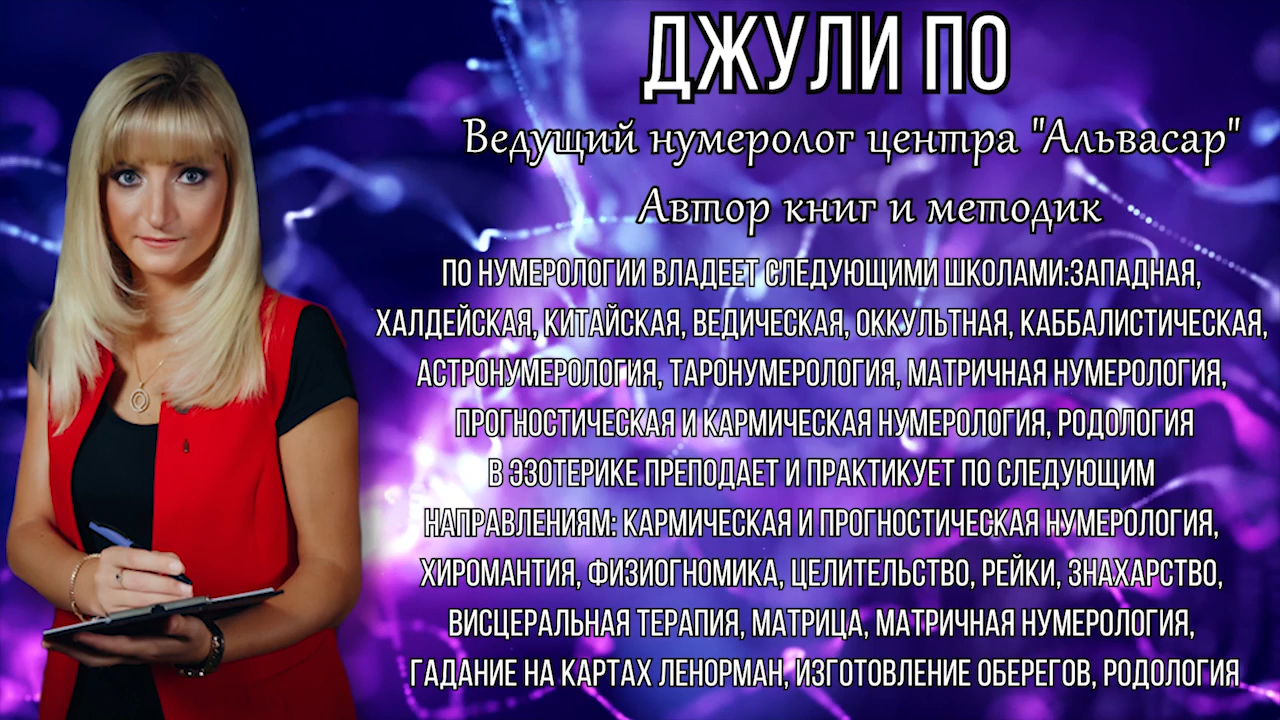 ДЖУЛИ ПО
Ведущий нумеролог центра "Альвасар"
Автор книг и методик
ПО НУМЕРОЛОГИИ ВЛАДЕЕТ СЛЕДУЮЩИМИ ШКОЛАМИ:ЗАПАДНАЯ,
ХАЛДЕЙСКАЯ, КИТАЙСКАЯ, ВЕДИЧЕСКАЯ, ОККУЛЬТНАЯ, КАББАЛИСТИЧЕСКАЯ,
АСТРОНУМЕРОЛОГИЯ, ТАРОНУМЕРОЛОГИЯ, МАТРИЧНАЯ НУМЕРОЛОГИЯ,
ПРОГНОСТИЧЕСКАЯ И КАРМИЧЕСКАЯ НУМЕРОЛОГИЯ, РОДОЛОГИЯ
В ЭЗОТЕРИКЕ ПРЕПОДАЕТ И ПРАКТИКУЕТ ПО СЛЕДУЮЩИМ
НАПРАВЛЕНИЯМ: КАРМИЧЕСКАЯ И ПРОГНОСТИЧЕСКАЯ НУМЕРОЛОГИЯ,
ХИРОМАНТИЯ, ФИЗИОГНОМИКА, ЦЕЛИТЕЛЬСТВО, РЕЙКИ, ЗНАХАРСТВО,
ВИСЦЕРАЛЬНАЯ ТЕРАПИЯ, МАТРИЦА, МАТРИЧНАЯ НУМЕРОЛОГИЯ,
ГАДАНИЕ НА КАРТАХ ЛЕНОРМАН, ИЗГОТОВЛЕНИЕ ОБЕРЕГОВ, РОДОЛОГИЯ